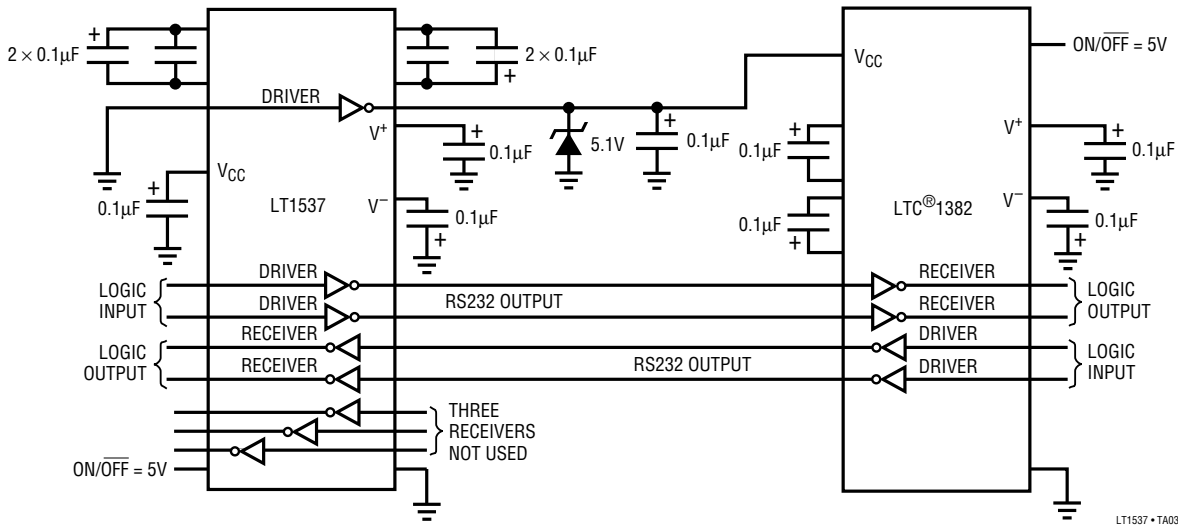 2 × 0.1µF
2 × 0.1µF
ON/OFF = 5V
VCC
DRIVER
V+
0.1µF
5.1V
0.1µF
0.1µF
V+
0.1µF
VCC
0.1µF
LT1537
V−
0.1µF
0.1µF
LTC®1382
V−
0.1µF
LOGIC
INPUT
DRIVER
DRIVER
RS232 OUTPUT
RECEIVER
RECEIVER
LOGIC
OUTPUT
LOGIC
OUTPUT
RECEIVER
RECEIVER
RS232 OUTPUT
DRIVER
DRIVER
LOGIC
INPUT
THREE
RECEIVERS
NOT USED
ON/OFF = 5V
LT1537 • TA03